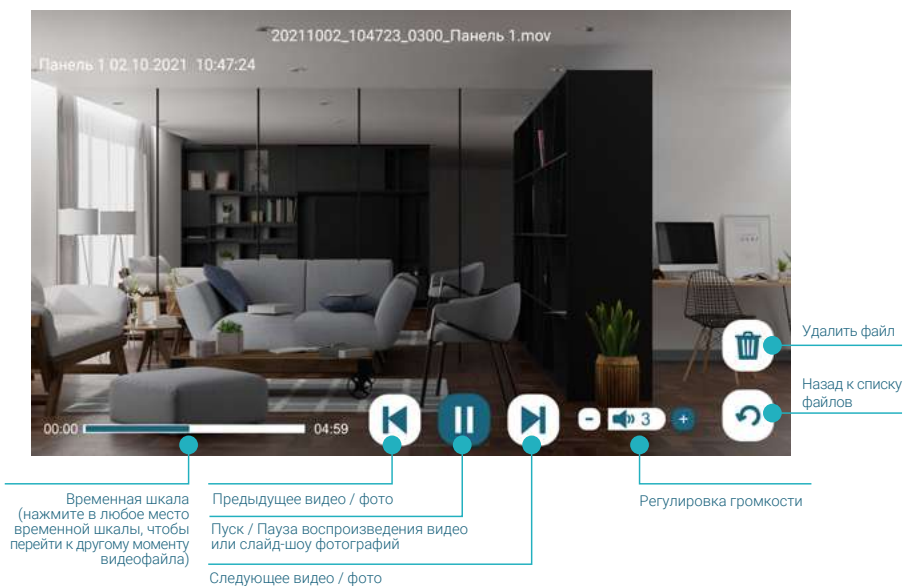 20211002_104723_0300_Панель 1.mov
Панель 1 02.10.2021 10:47:24
Удалить файл
Назад к списку
файлов
00:00
04:59
- 3 +
Временная шкала
(нажмите в любое место
временной шкалы, чтобы
перейти к другому моменту
видеофайла)
Предыдущее видео / фото
Пуск / Пауза воспроизведения видео
или слайд-шоу фотографий
Следующее видео / фото
Регулировка громкости